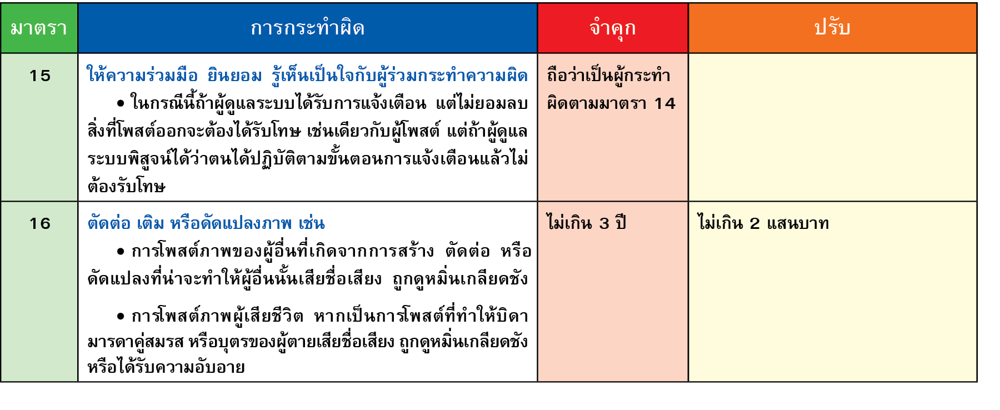 มาตรา การกระทำผิด จำคุก ปรับ
15 ให้ความร่วมมือ ยินยอม รู้เห็นเป็นใจกับผู้ร่วมกระทำความผิด ถือว่าเป็นผู้กระทำ
• ในกรณีนี้ถ้าผู้ดูแลระบบได้รับการแจ้งเตือน แต่ไม่ยอมลบ ผิดตามมาตรา 14
สิ่งที่โพสต์ออกจะต้องได้รับโทษ เช่นเดียวกับผู้โพสต์ แต่ถ้าผู้ดูแล
ระบบพิสูจน์ได้ว่าตนได้ปฏิบัติตามขั้นตอนการแจ้งเตือนแล้วไม่
ต้องรับโทษ
16 ตัดต่อ เติม หรือดัดแปลงภาพ เช่น ไม่เกิน 3 ปี ไม่เกิน 2 แสนบาท
• การโพสต์ภาพของผู้อื่นที่เกิดจากการสร้าง ตัดต่อ หรือ
ดัดแปลงที่น่าจะทำให้ผู้อื่นนั้นเสียชื่อเสียง ถูกดูหมิ่นเกลียดชัง
• การโพสต์ภาพผู้เสียชีวิต หากเป็นการโพสต์ที่ทำให้บิดา
มารดาคู่สมรส หรือบุตรของผู้ตายเสียชื่อเสียง ถูกดูหมิ่นเกลียดชัง
หรือได้รับความอับอาย